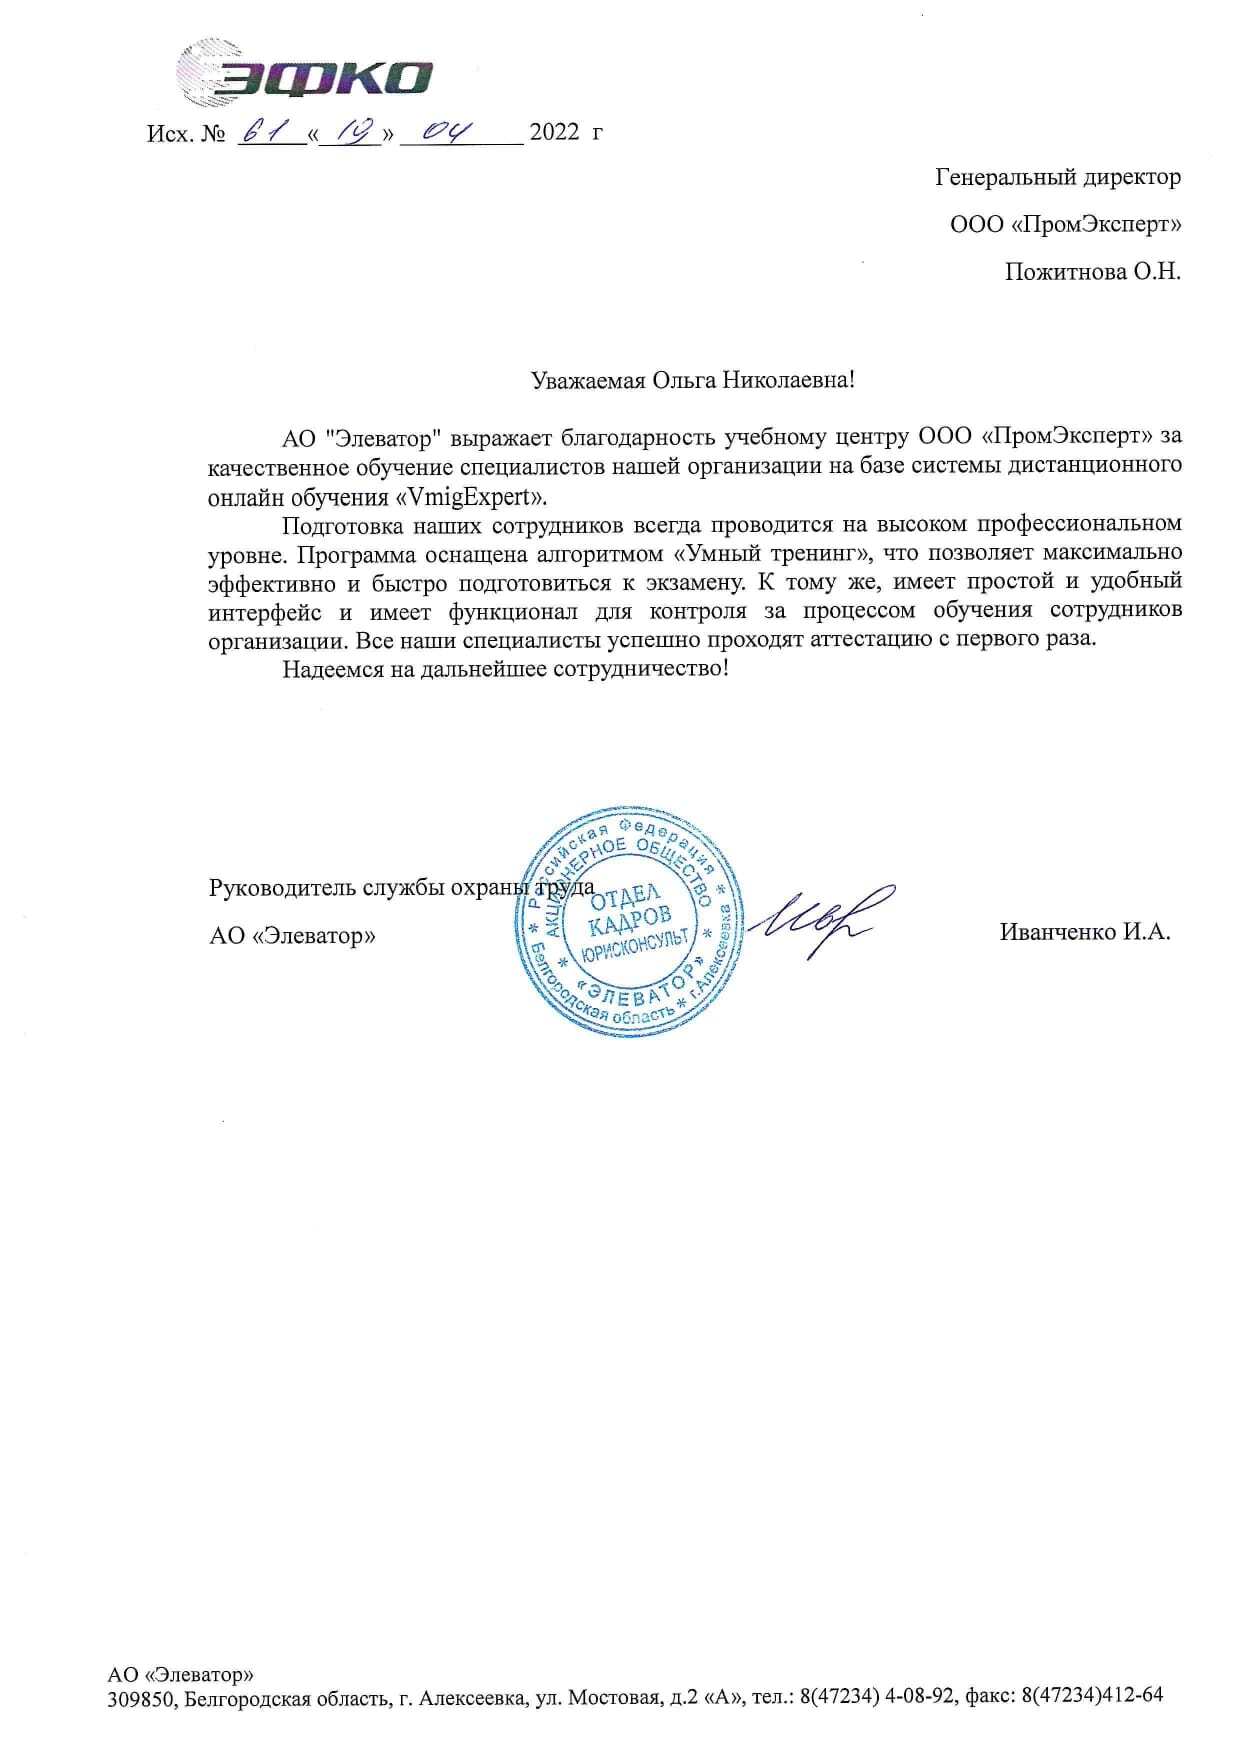 ЭФКО
Исх. № 61 « 19 » 04 2022 г
Генеральный директор
ООО «ПромЭксперт»
Пожитнова О.Н.
Уважаемая Ольга Николаевна!
АО "Элеватор" выражает благодарность учебному центру ООО «ПромЭксперт» за
качественное обучение специалистов нашей организации на базе системы дистанционного
онлайн обучения «VmigExpert».
Подготовка наших сотрудников всегда проводится на высоком профессиональном
уровне. Программа оснащена алгоритмом «Умный тренинг», что позволяет максимально
эффективно и быстро подготовиться к экзамену. К тому же, имеет простой и удобный
интерфейс и имеет функционал для контроля за процессом обучения сотрудников
организации. Все наши специалисты успешно проходят аттестацию с первого раза.
Надеемся на дальнейшее сотрудничество!
Руководитель службы охраны труда
АО «Элеватор»
Российская Федерация * Белгородская область * г.Алексеевка *
АКЦИОНЕРНОЕ ОБЩЕСТВО * «ЭЛЕВАТОР» *
ОТДЕЛ
КАДРОВ
ЮРИСКОНСУЛЬТ
Иванченко И.А.
АО «Элеватор»
309850, Белгородская область, г. Алексеевка, ул. Мостовая, д.2 «А», тел.: 8(47234) 4-08-92, факс: 8(47234)412-64